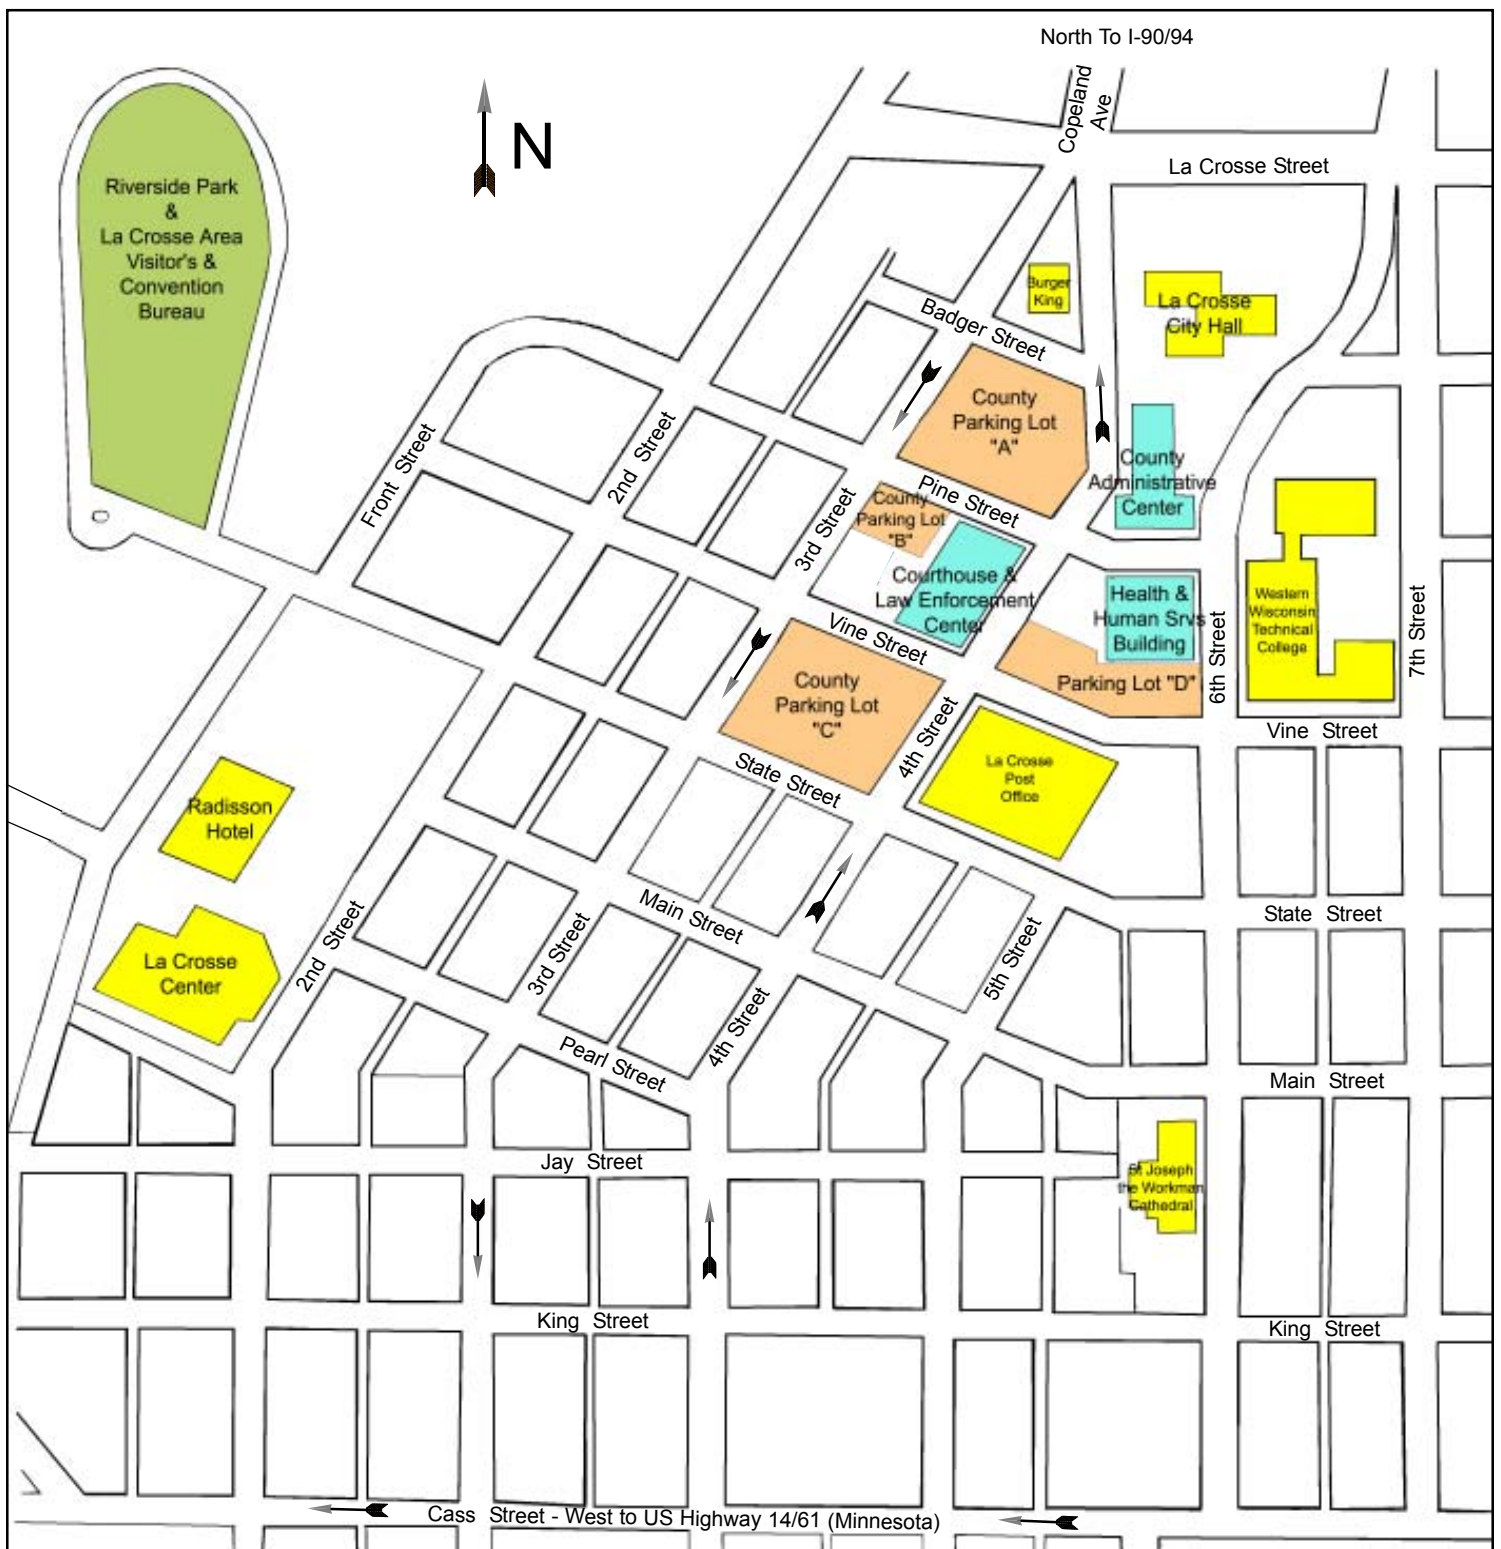 North To I-90/94
Copeland
Ave
La Crosse Street
N
Riverside Park
&
La Crosse Area
Visitor's &
Convention
Bureau
Burger
King
La Crosse
City Hall
Badger Street
County
Parking Lot
"A"
County
Administrative
Center
Front Street
2nd Street
3rd Street
Pine Street
County
Parking Lot
"B"
Courthouse &
Law Enforcement
Center
Health &
Human Srvs
Building
Western
Wisconsin
Technical
College
6th Street
7th Street
Vine Street
County
Parking Lot
"C"
Parking Lot "D"
4th Street
Vine Street
State Street
La Crosse
Post
Office
Radisson
Hotel
Main Street
State Street
La Crosse
Center
2nd Street
3rd Street
4th Street
5th Street
Pearl Street
Main Street
Jay Street
St Joseph
the Workman
Cathedral
King Street
King Street
Cass Street - West to US Highway 14/61 (Minnesota)